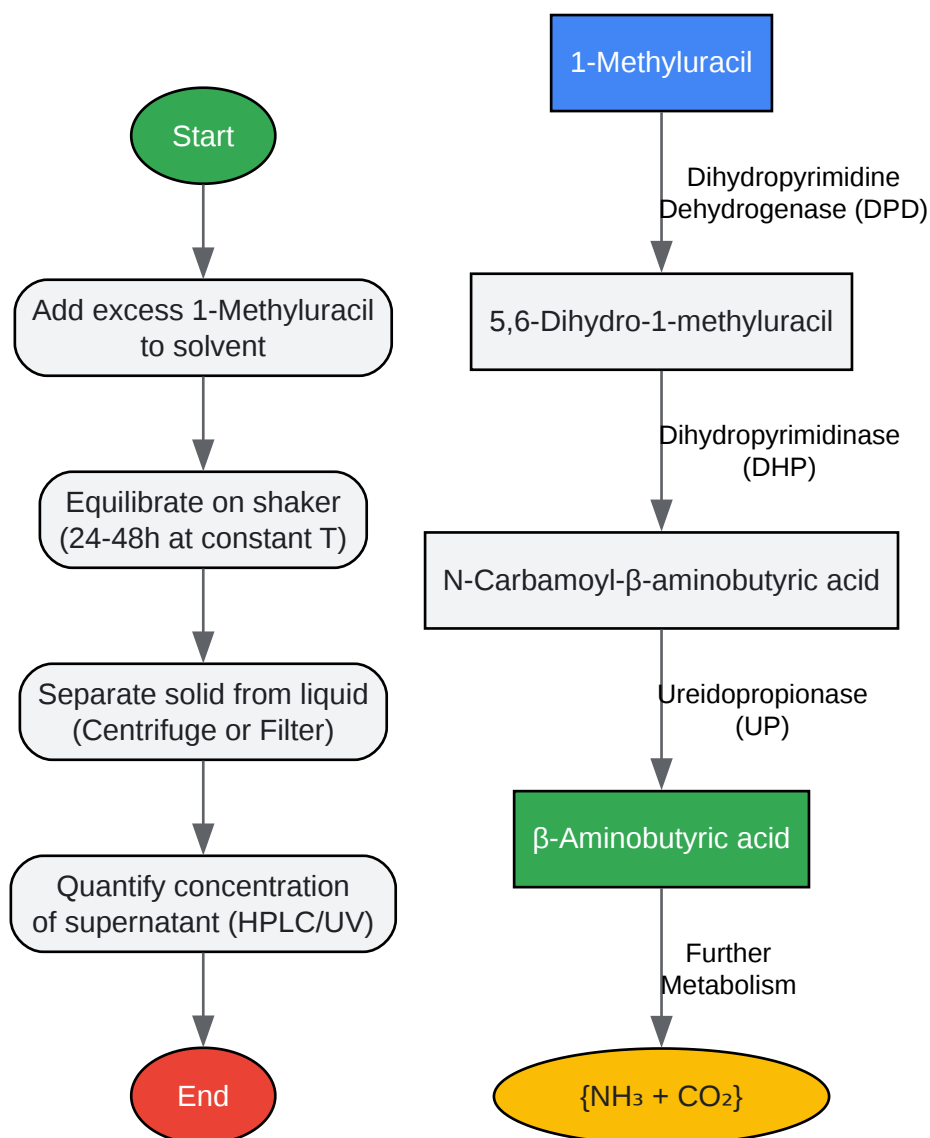 Start
Add excess 1-Methyluracil
to solvent
Equilibrate on shaker
(24-48h at constant T)
Separate solid from liquid
(Centrifuge or Filter)
Quantify concentration
of supernatant (HPLC/UV)
End
1-Methyluracil
Dihydropyrimidine
Dehydrogenase (DPD)
5,6-Dihydro-1-methyluracil
Dihydropyrimidinase
(DHP)
N-Carbamoyl-β-aminobutyric acid
Ureidopropionase
(UP)
β-Aminobutyric acid
Further
Metabolism
{NH₃ + CO₂}